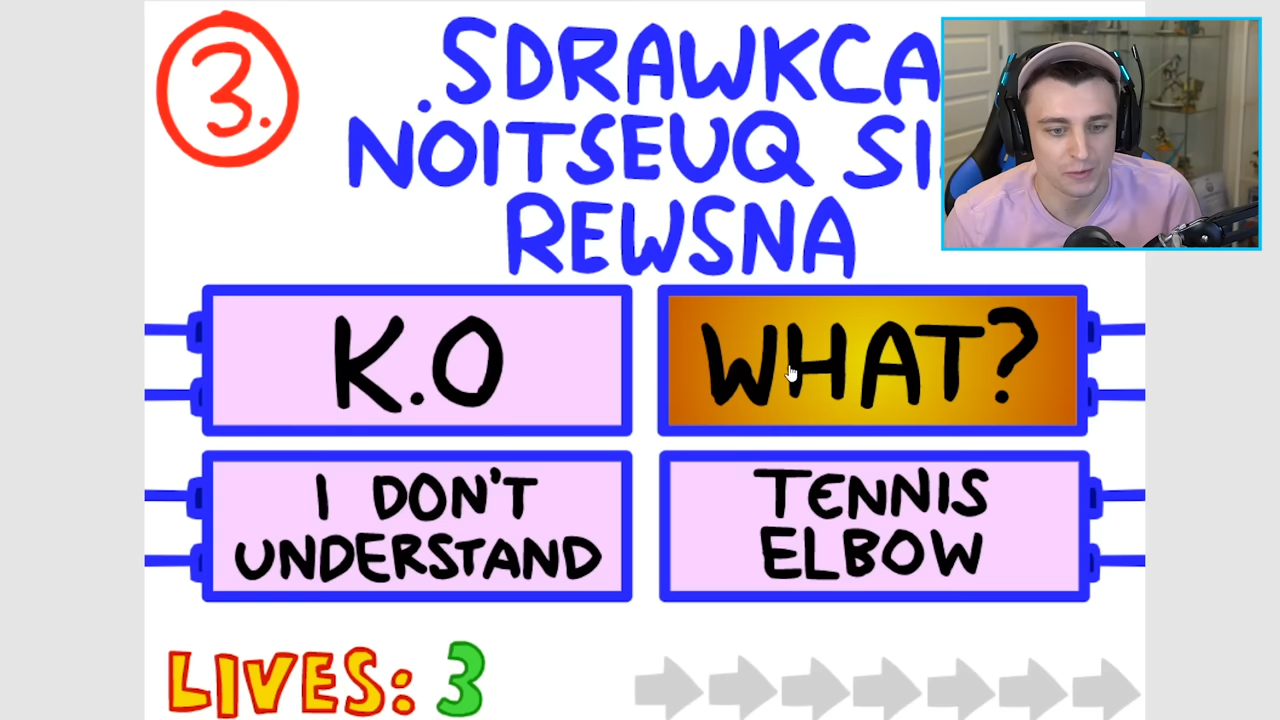 3.
.SDRAWKCA
NOITSEUQ SI
REWSNA
K.O
WHAT?
I DON'T
UNDERSTAND
TENNIS
ELBOW
LIVES: 3